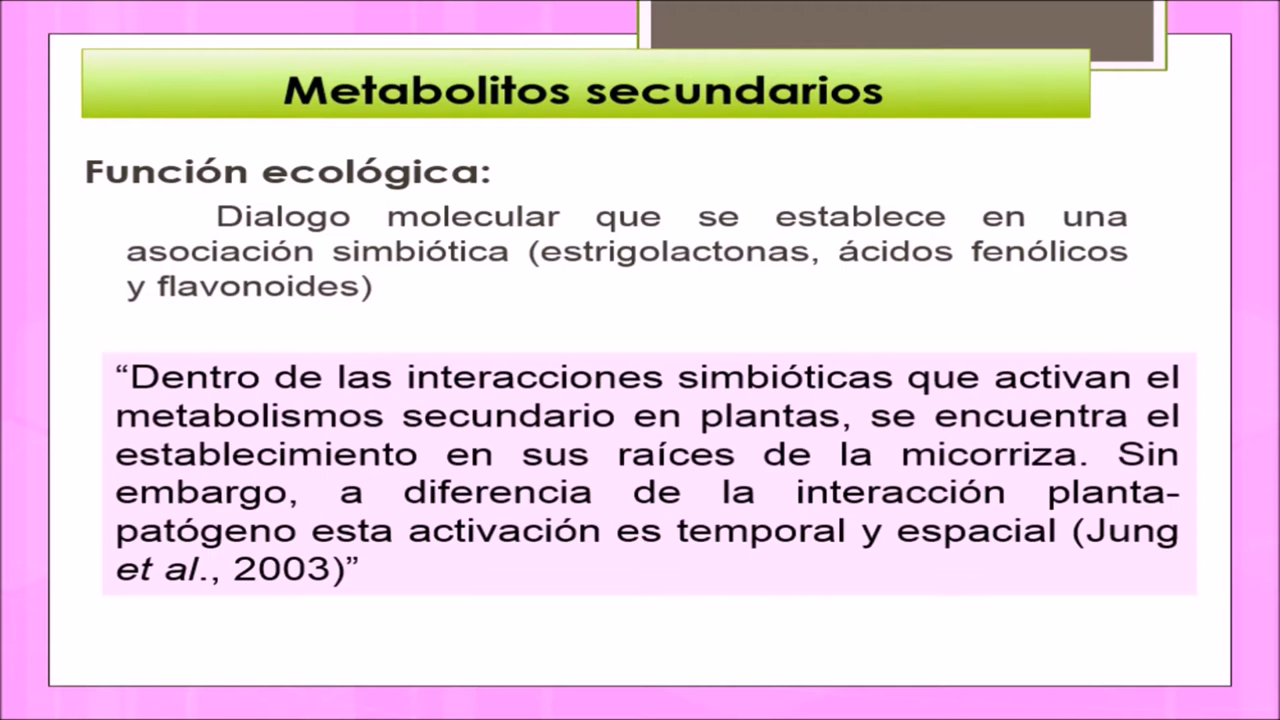 Metabolitos secundarios
Función ecológica:
Dialogo molecular que se establece en una
asociación simbiótica (estrigolactonas, ácidos fenólicos
y flavonoides)
“Dentro de las interacciones simbióticas que activan el
metabolismos secundario en plantas, se encuentra el
establecimiento en sus raíces de la micorriza. Sin
embargo, a diferencia de la interacción planta-
patógeno esta activación es temporal y espacial (Jung
et al., 2003)”